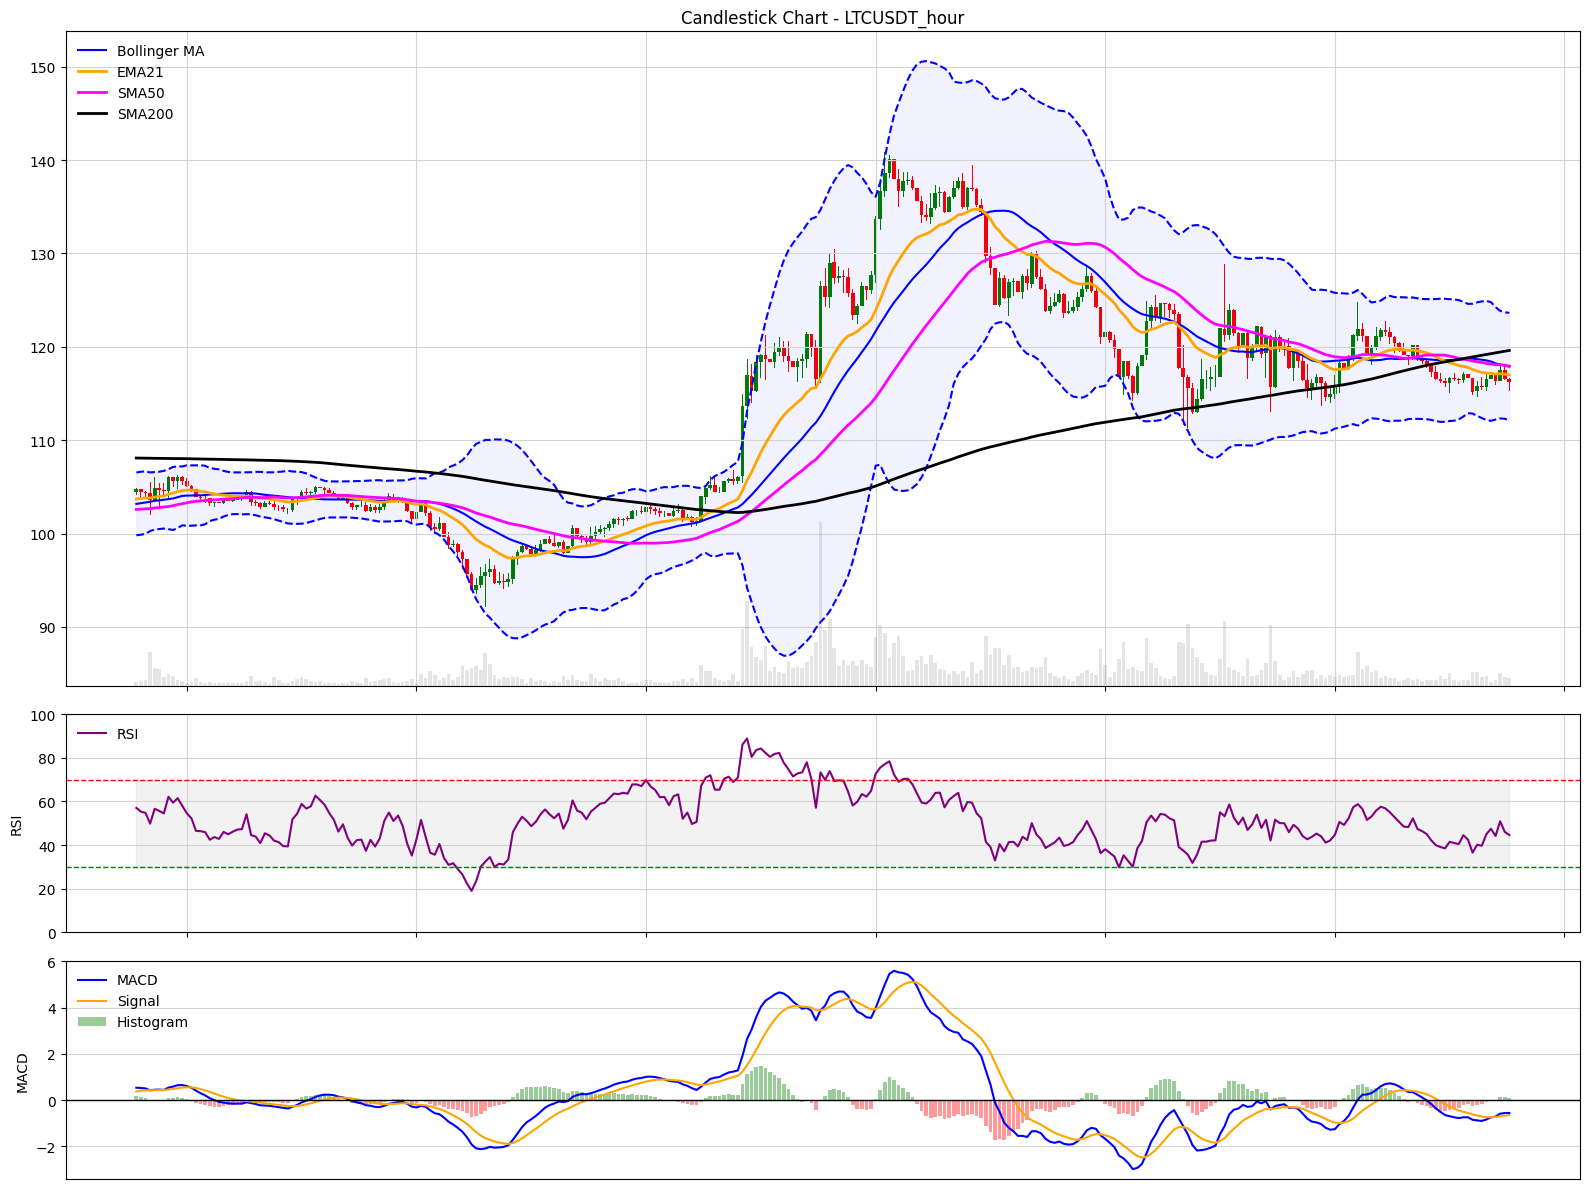 Candlestick Chart - LTCUSDT_hour
Bollinger MA
EMA21
SMA50
SMA200
150
140
130
120
110
100
90
RSI
100
80
60
40
20
0
RSI
MACD
Signal
Histogram
6
4
2
0
−2
MACD